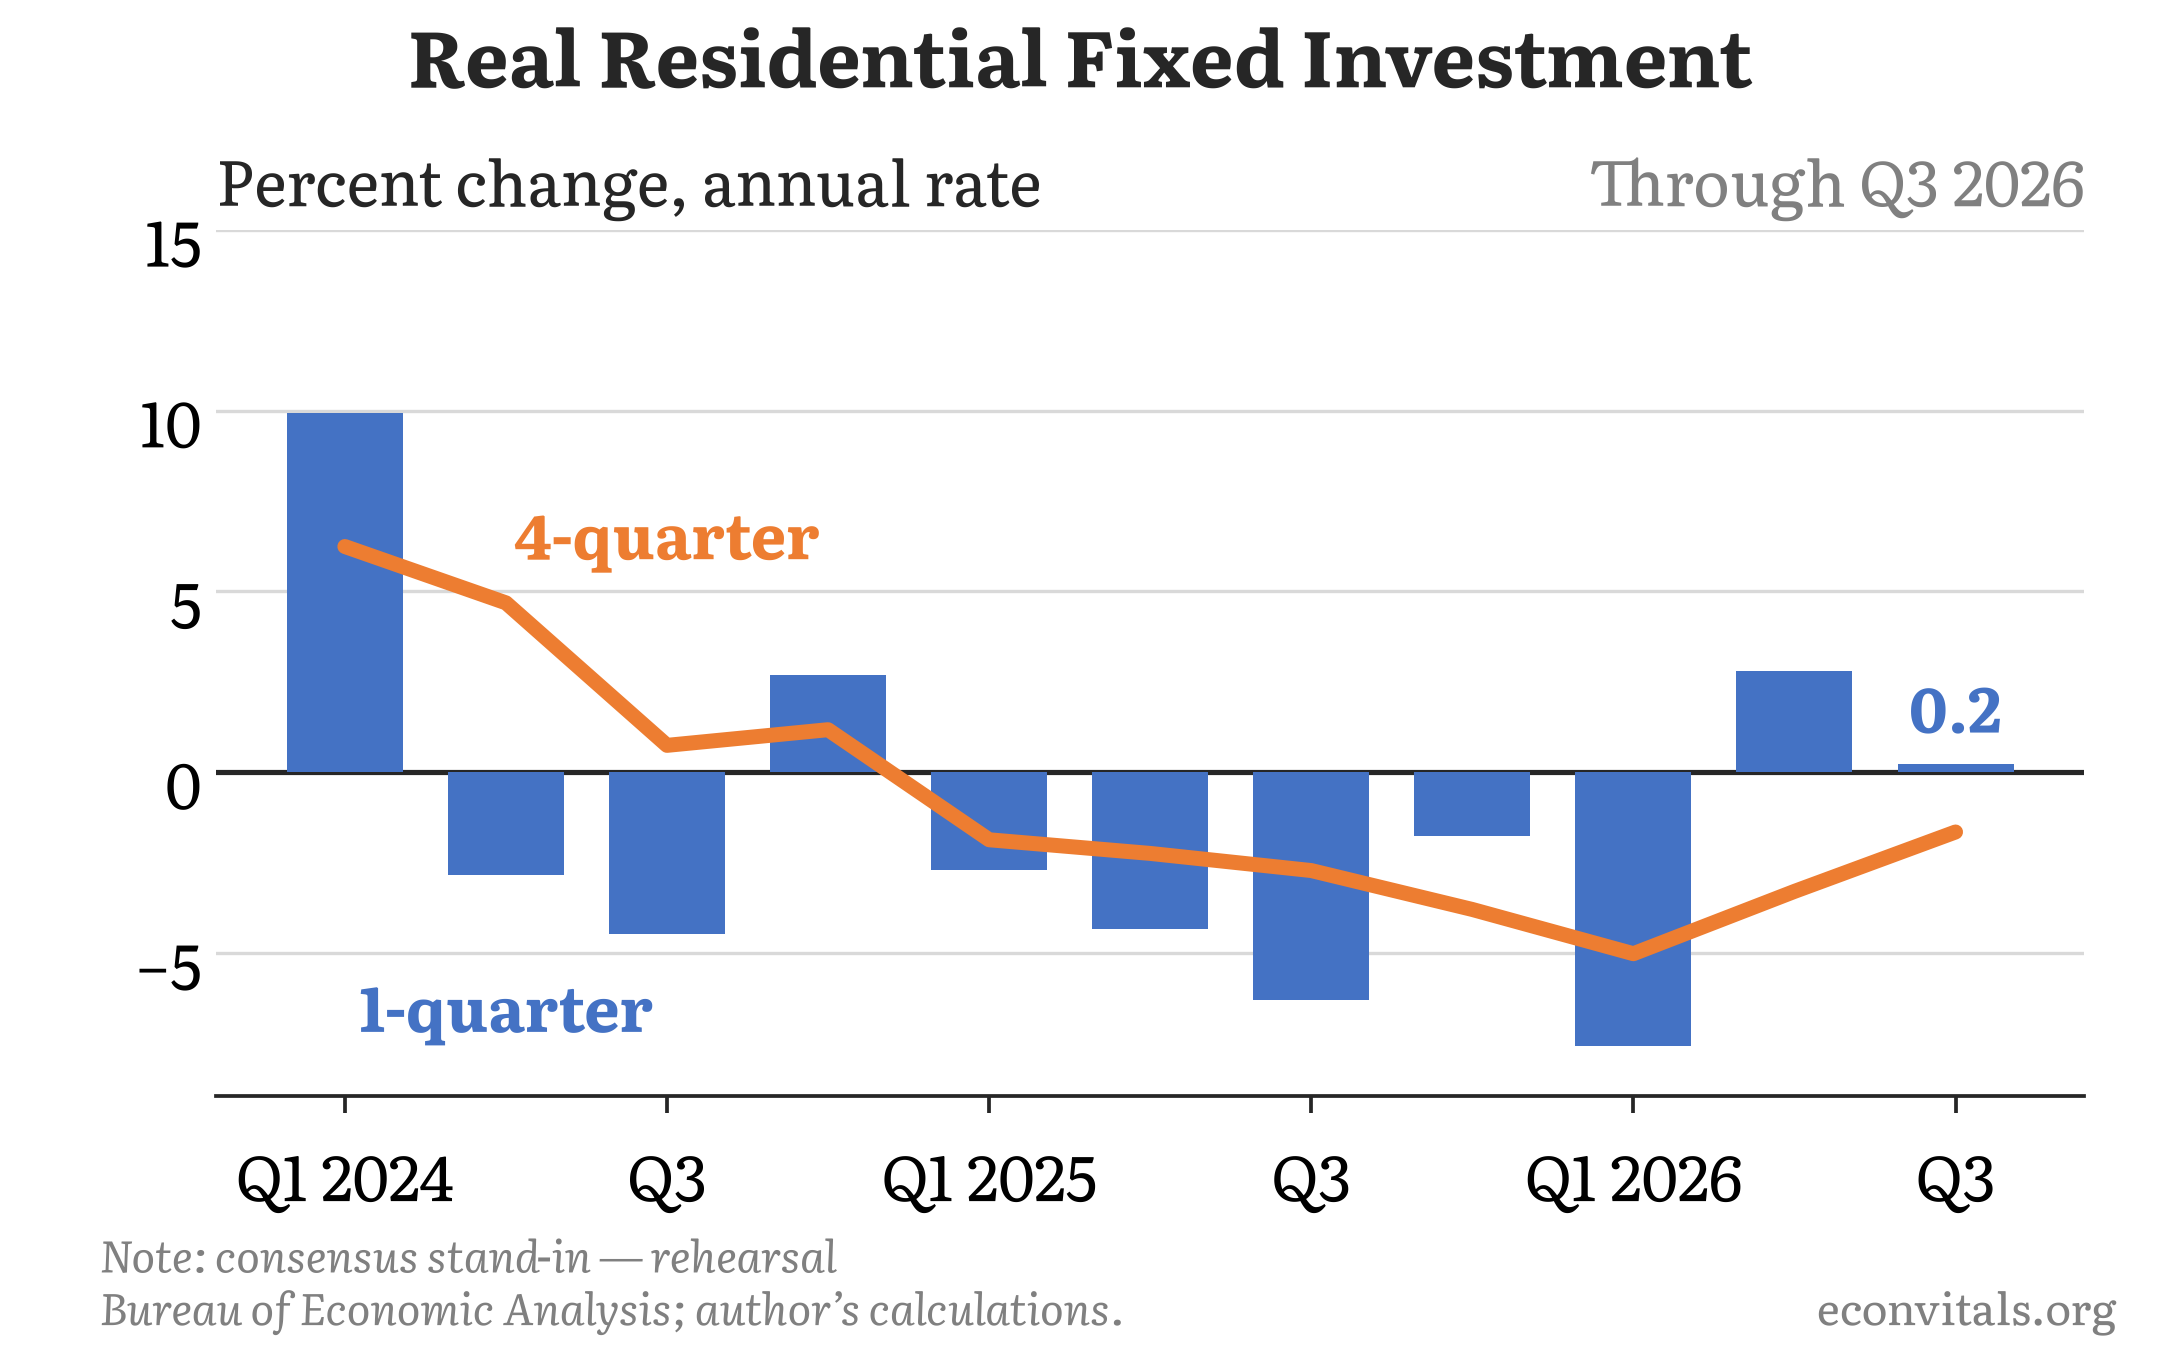 Real Residential Fixed Investment
Percent change, annual rate
Through Q3 2026
15
10
5
0
−5
4-quarter
0.2
1-quarter
Q1 2024
Q3
Q1 2025
Q3
Q1 2026
Q3
Note: consensus stand-in — rehearsal
Bureau of Economic Analysis; author’s calculations.
econvitals.org